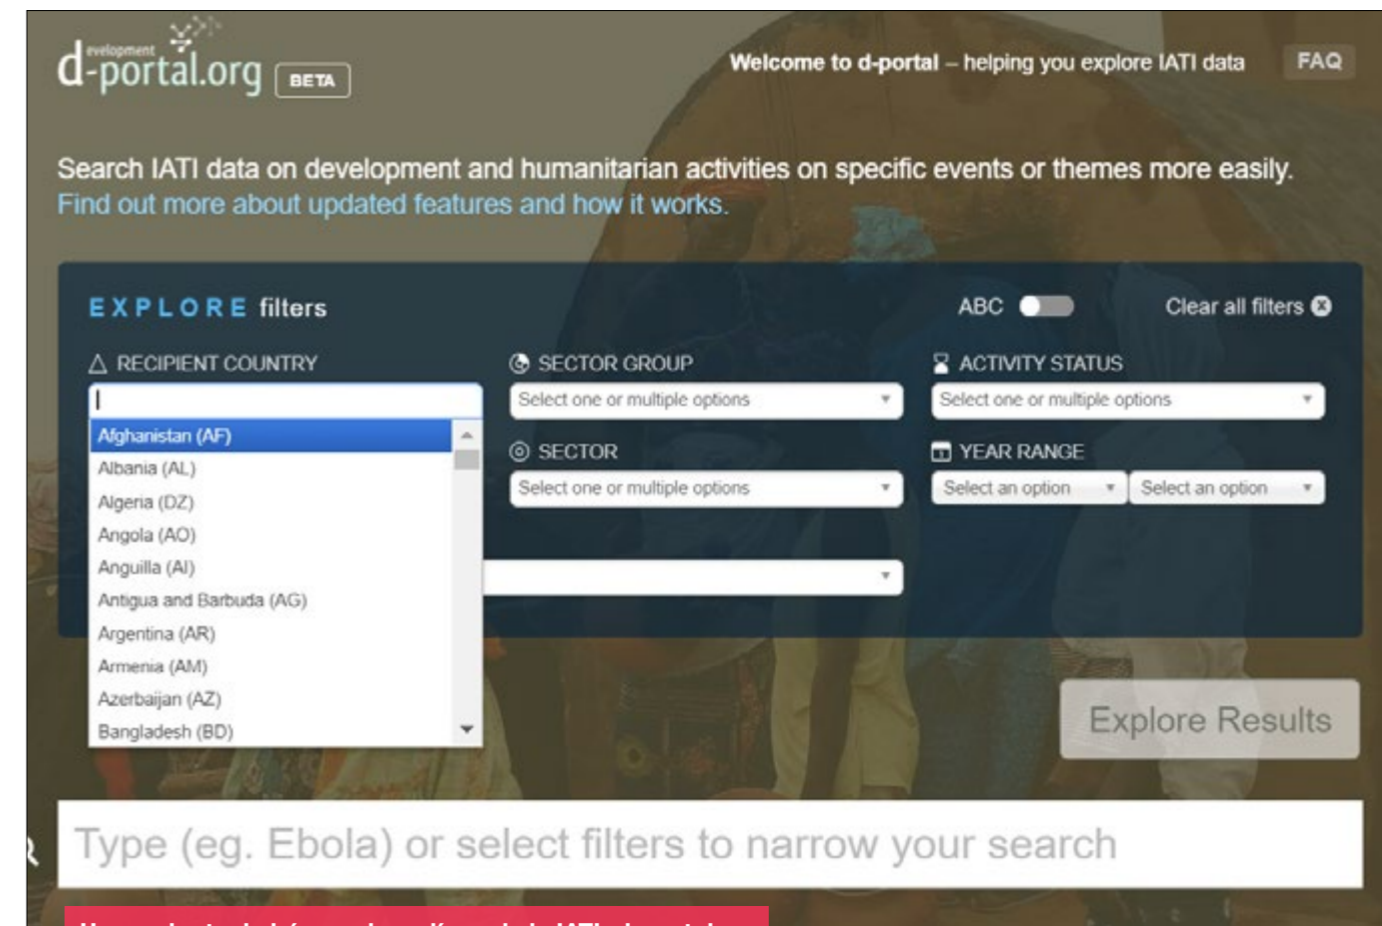 development
d-portal.org BETA
Welcome to d-portal – helping you explore IATI data
FAQ
Search IATI data on development and humanitarian activities on specific events or themes more easily.
Find out more about updated features and how it works.
EXPLORE filters
ABC
Clear all filters
RECIPIENT COUNTRY
Afghanistan (AF)
Albania (AL)
Algeria (DZ)
Angola (AO)
Anguilla (AI)
Antigua and Barbuda (AG)
Argentina (AR)
Armenia (AM)
Azerbaijan (AZ)
Bangladesh (BD)
SECTOR GROUP
Select one or multiple options
SECTOR
Select one or multiple options
ACTIVITY STATUS
Select one or multiple options
YEAR RANGE
Select an option
Select an option
Explore Results
Type (eg. Ebola) or select filters to narrow your search